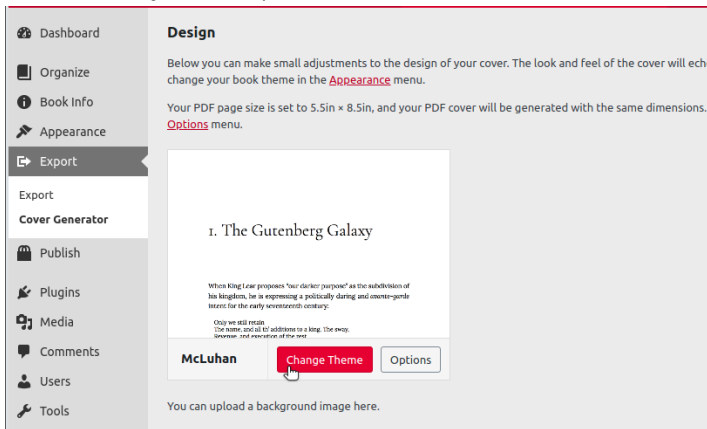 Dashboard
Organize
Book Info
Appearance
Export
Export
Cover Generator
Publish
Plugins
Media
Comments
Users
Tools
Design
Below you can make small adjustments to the design of your cover. The look and feel of the cover will ech
change your book theme in the Appearance menu.
Your PDF page size is set to 5.5in × 8.5in, and your PDF cover will be generated with the same dimensions.
Options menu.
1. The Gutenberg Galaxy
When King Lear proposes "our darker purpose" as the subdivision of
his kingdom, he is expressing a politically daring and avante-garde
intent for the early seventeenth century:
Only we still retain
The name, and all th' additions to a king. The sway,
Revenue, and execution of the rest
McLuhan
Change Theme
Options
You can upload a background image here.